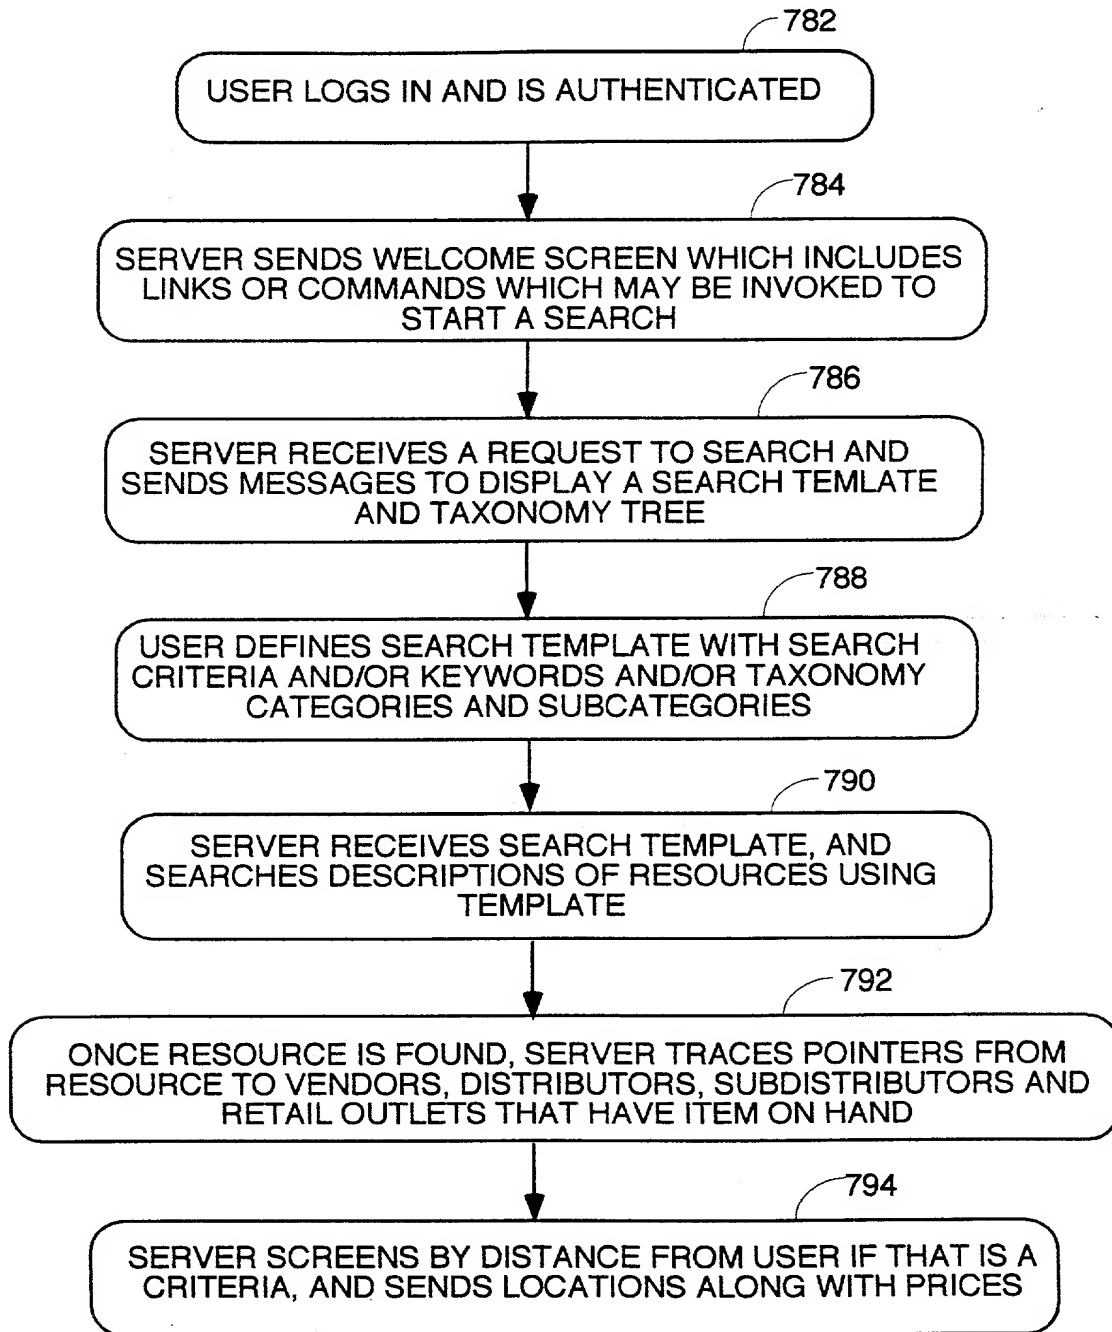 782
USER LOGS IN AND IS AUTHENTICATED
784
SERVER SENDS WELCOME SCREEN WHICH INCLUDES
LINKS OR COMMANDS WHICH MAY BE INVOKED TO
START A SEARCH
786
SERVER RECEIVES A REQUEST TO SEARCH AND
SENDS MESSAGES TO DISPLAY A SEARCH TEMLATE
AND TAXONOMY TREE
788
USER DEFINES SEARCH TEMPLATE WITH SEARCH
CRITERIA AND/OR KEYWORDS AND/OR TAXONOMY
CATEGORIES AND SUBCATEGORIES
790
SERVER RECEIVES SEARCH TEMPLATE, AND
SEARCHES DESCRIPTIONS OF RESOURCES USING
TEMPLATE
792
ONCE RESOURCE IS FOUND, SERVER TRACES POINTERS FROM
RESOURCE TO VENDORS, DISTRIBUTORS, SUBDISTRIBUTORS AND
RETAIL OUTLETS THAT HAVE ITEM ON HAND
794
SERVER SCREENS BY DISTANCE FROM USER IF THAT IS A
CRITERIA, AND SENDS LOCATIONS ALONG WITH PRICES